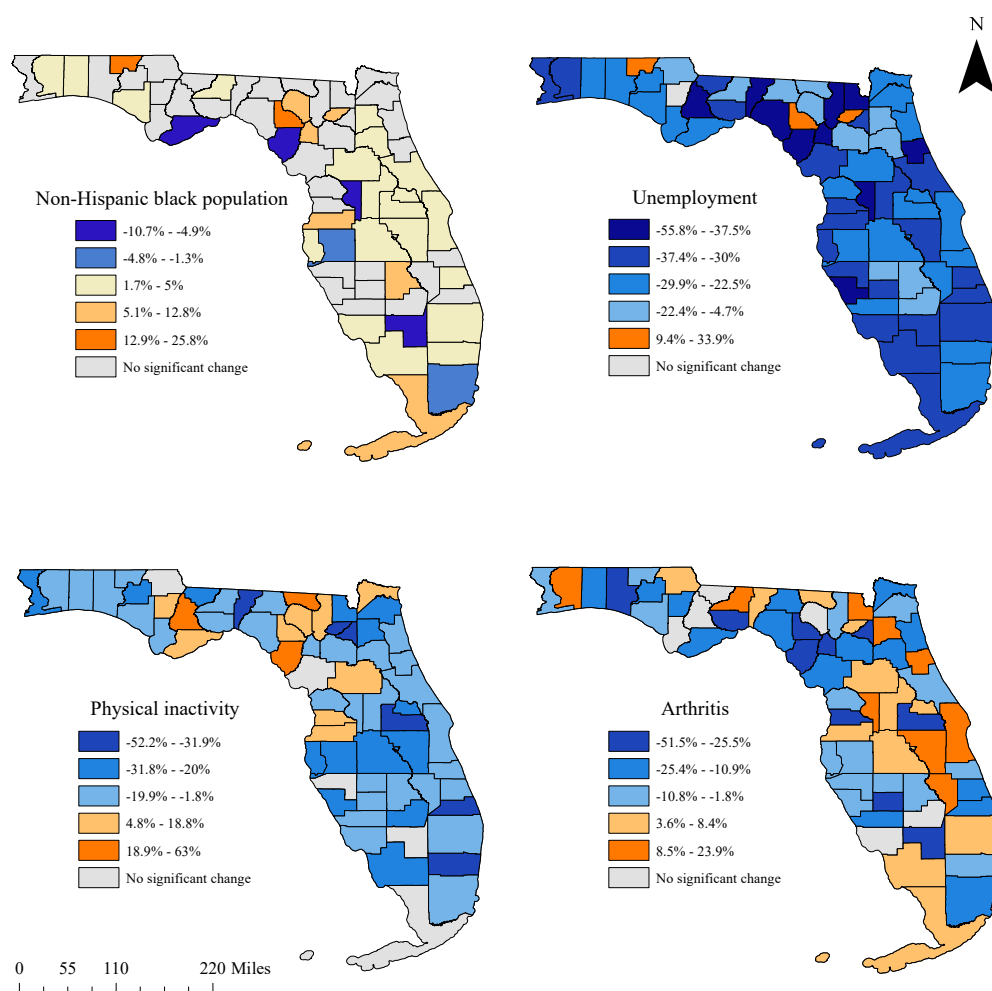 N
Non-Hispanic black population
-10.7% - -4.9%
-4.8% - -1.3%
1.7% - 5%
5.1% - 12.8%
12.9% - 25.8%
No significant change
Unemployment
-55.8% - -37.5%
-37.4% - -30%
-29.9% - -22.5%
-22.4% - -4.7%
9.4% - 33.9%
No significant change
Physical inactivity
-52.2% - -31.9%
-31.8% - -20%
-19.9% - -1.8%
4.8% - 18.8%
18.9% - 63%
No significant change
Arthritis
-51.5% - -25.5%
-25.4% - -10.9%
-10.8% - -1.8%
3.6% - 8.4%
8.5% - 23.9%
No significant change
0 55 110 220 Miles